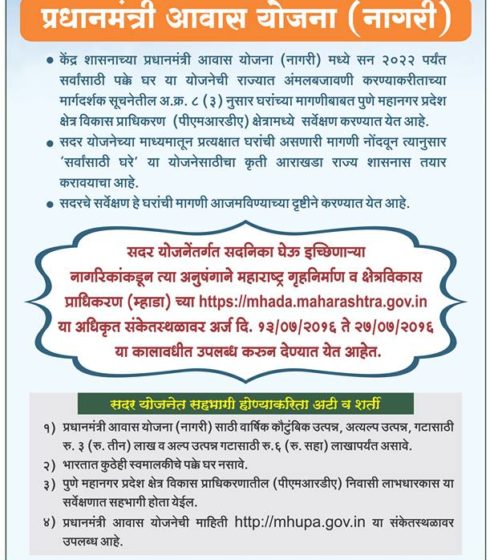 प्रधानमंत्री आवास योजना (नागरी)
• केंद्र शासनाच्या प्रधानमंत्री आवास योजना (नागरी) मध्ये सन २०२२ पर्यंत
सर्वांसाठी पक्के घर या योजनेची राज्यात अंमलबजावणी करण्याकरीताच्या
मार्गदर्शक सूचनेतील अ.क्र. ८ (३) नुसार घरांच्या मागणीबाबत पुणे महानगर प्रदेश
क्षेत्र विकास प्राधिकरण (पीएमआरडीए) क्षेत्रामध्ये सर्वेक्षण करण्यात येत आहे.
• सदर योजनेच्या माध्यमातून प्रत्यक्षात घरांची असणारी मागणी नोंदवून त्यानुसार
'सर्वांसाठी घरे' या योजनेसाठीचा कृती आराखडा राज्य शासनास तयार
करावयाचा आहे.
• सदरचे सर्वेक्षण हे घरांची मागणी आजमविण्याच्या दृष्टीने करण्यात येत आहे.
सदर योजनेंतर्गत सदनिका घेऊ इच्छिणाऱ्या
नागरिकांकडून त्या अनुषंगाने महाराष्ट्र गृहनिर्माण व क्षेत्रविकास
प्राधिकरण (म्हाडा) च्या https://mhada.maharashtra.gov.in
या अधिकृत संकेतस्थळावर अर्ज दि. १३/०७/२०१६ ते २७/०७/२०१६
या कालावधीत उपलब्ध करुन देण्यात येत आहेत.
सदर योजनेत सहभागी होण्याकरिता अटी व शर्ती
१) प्रधानमंत्री आवास योजना (नागरी) साठी वार्षिक कौटुंबिक उत्पन्न, अत्यल्प उत्पन्न, गटासाठी
रु. ३ (रु. तीन) लाख व अल्प उत्पन्न गटासाठी रु.६ (रु. सहा) लाखापर्यंत असावे.
२) भारतात कुठेही स्वमालकीचे पक्के घर नसावे.
३) पुणे महानगर प्रदेश क्षेत्र विकास प्राधिकरणातील (पीएमआरडीए) निवासी लाभधारकास या
सर्वेक्षणात सहभागी होता येईल.
४) प्रधानमंत्री आवास योजनेची माहिती http://mhupa.gov.in या संकेतस्थळावर
उपलब्ध आहे.